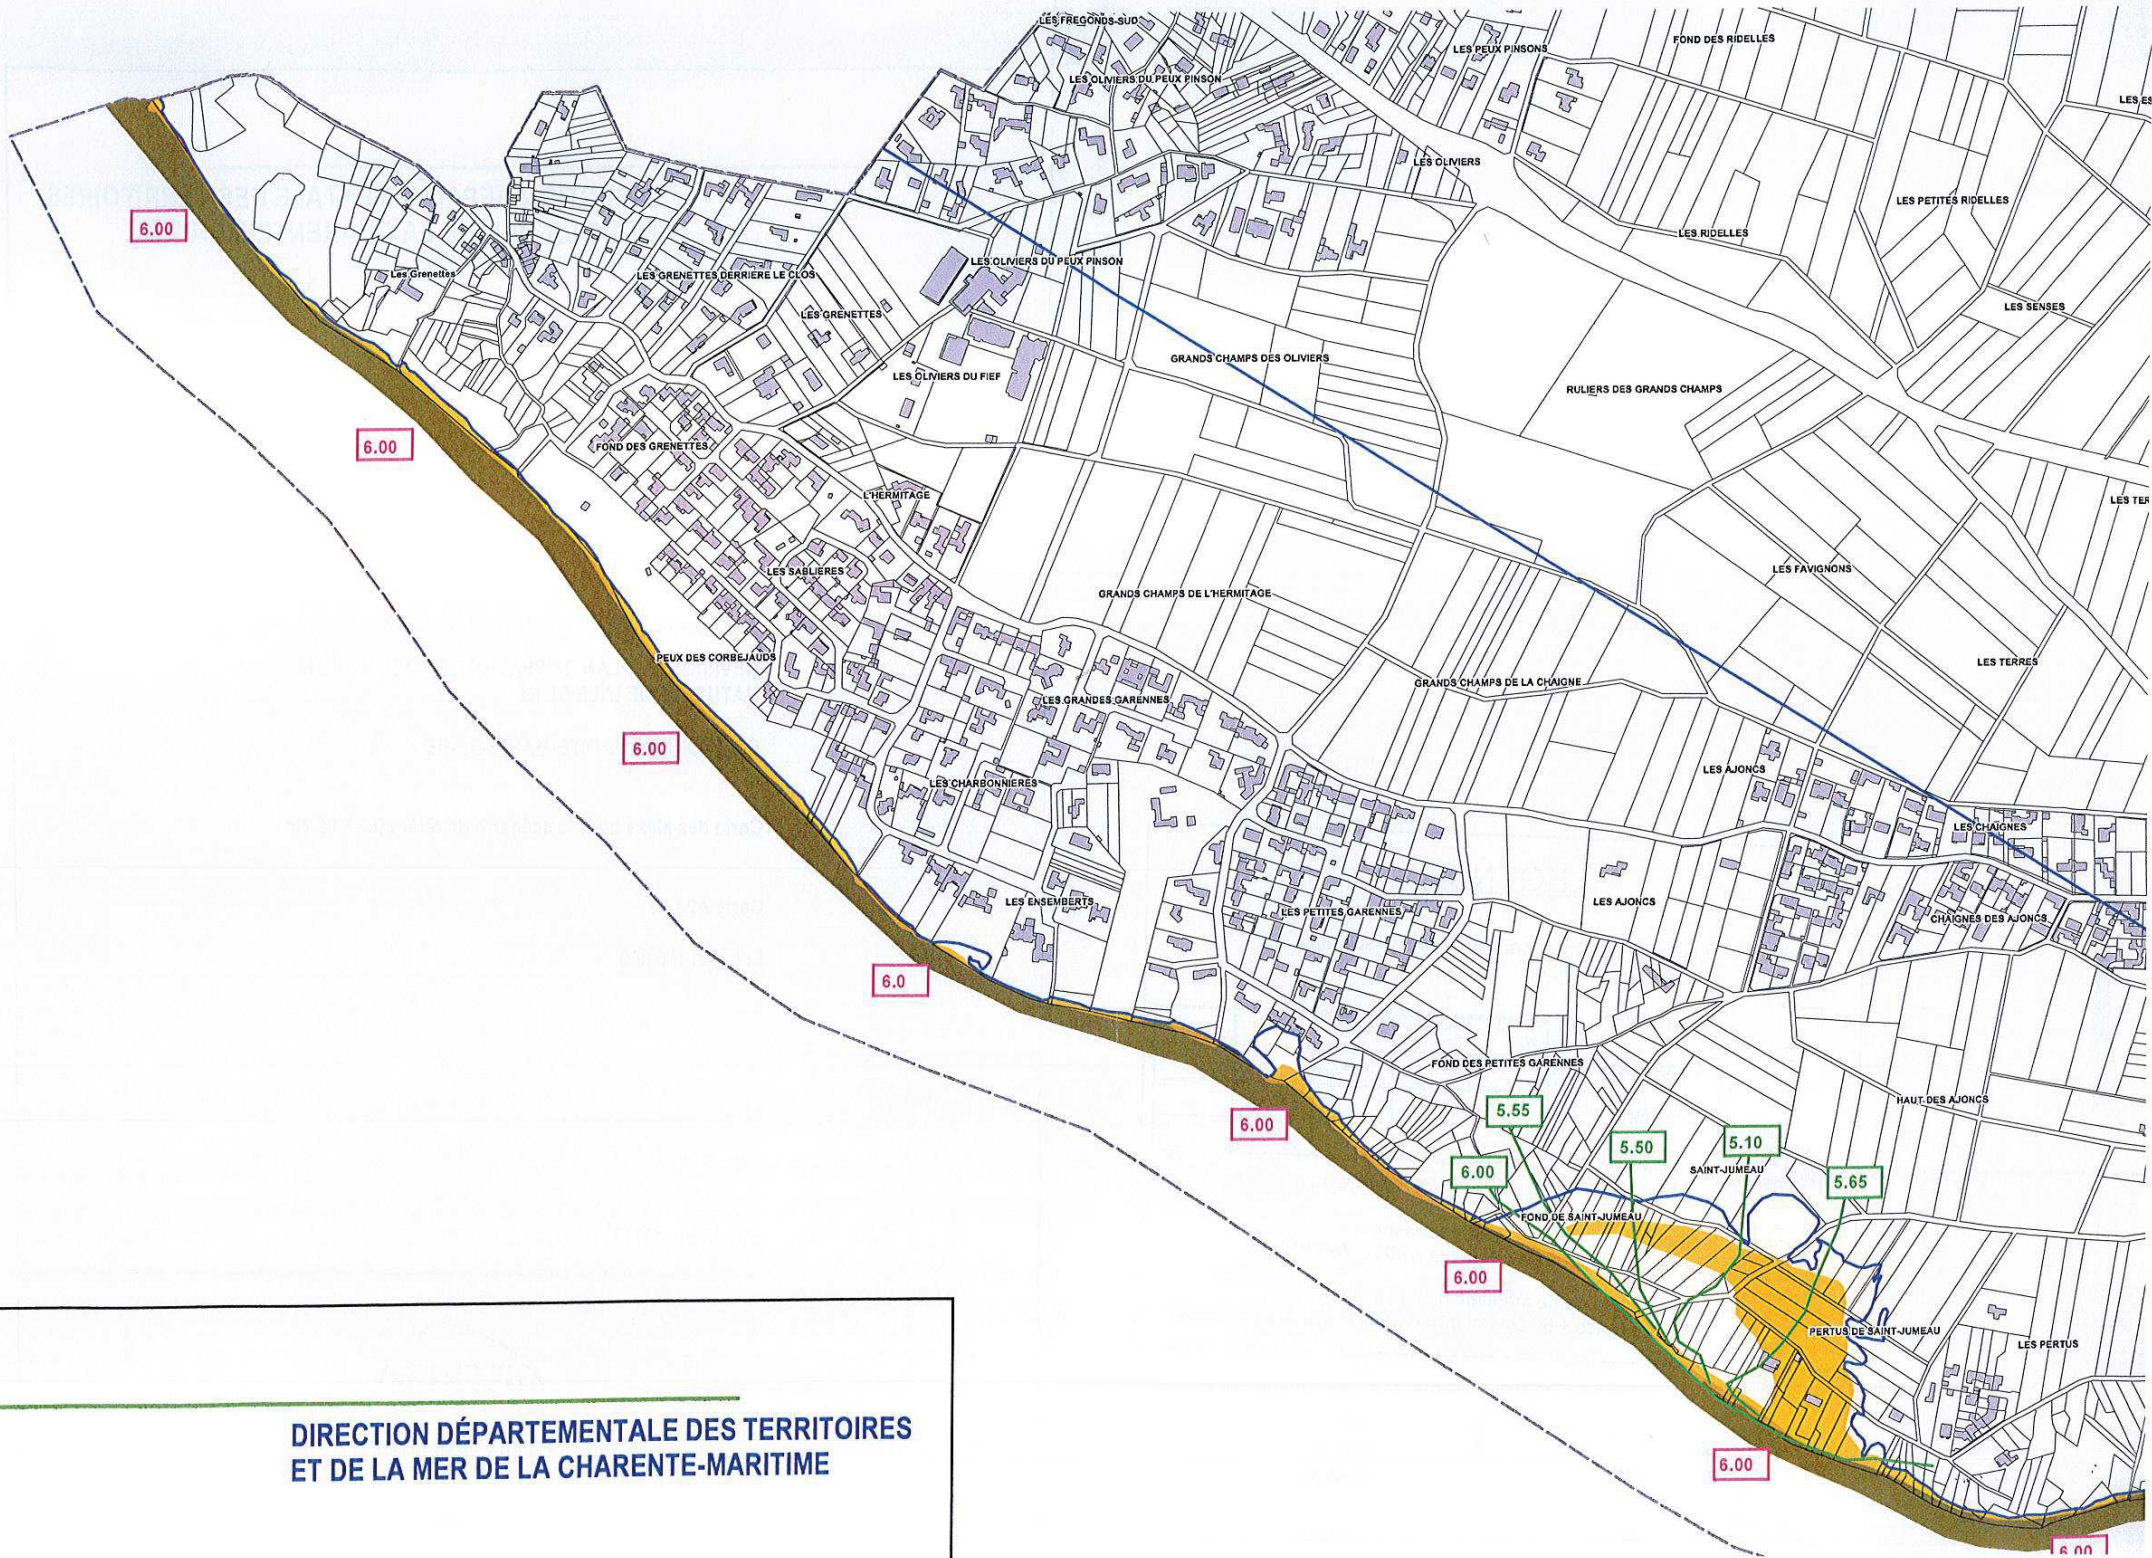 LES FREGONDS-SUD
LES PEUX PINSONS
FOND DES RIDELLES
LES OLIVIERS DU PEUX PINSON
LES ES
LES OLIVIERS
LES PETITES RIDELLES
6.00
LES RIDELLES
LES OLIVIERS DU PEUX PINSON
Les Grenettes
LES GRENETTES DERRIERE LE CLOS
LES SENSES
LES GRENETTES
GRANDS CHAMPS DES OLIVIERS
LES OLIVIERS DU FIEF
RULIERS DES GRANDS CHAMPS
6.00
FOND DES GRENETTES
L'HERMITAGE
LES TER
LES SABLIERES
LES FAVIGNONS
GRANDS CHAMPS DE L'HERMITAGE
PEUX DES CORBEJAUDS
LES TERRES
GRANDS CHAMPS DE LA CHAIGNE
LES GRANDES GARENNES
6.00
LES AJONCS
LES CHARBONNIERES
LES CHAIGNES
LES ENSEMBERTS
LES AJONCS
LES PETITES GARENNES
CHAIGNES DES AJONCS
6.0
FOND DES PETITES GARENNES
HAUT DES AJONCS
5.55
6.00
5.50
5.10
SAINT-JUMEAU
6.00
5.65
FOND DE SAINT-JUMEAU
6.00
PERTUS DE SAINT-JUMEAU
LES PERTUS
6.00
6.00
DIRECTION DÉPARTEMENTALE DES TERRITOIRES
ET DE LA MER DE LA CHARENTE-MARITIME